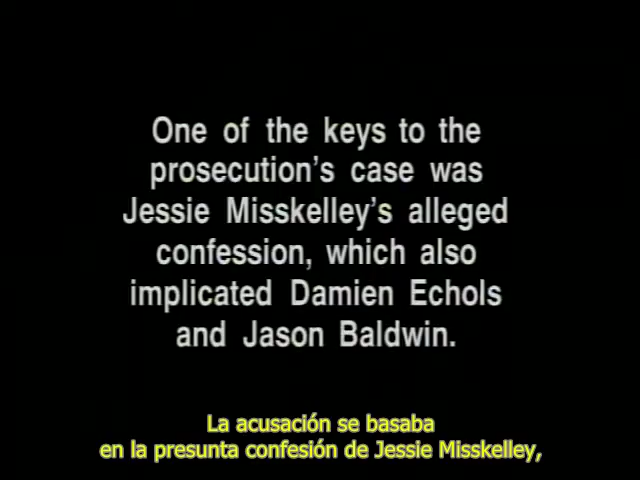 One of the keys to the
prosecution's case was
Jessie Misskelley's alleged
confession, which also
implicated Damien Echols
and Jason Baldwin.
La acusación se basaba
en la presunta confesión de Jessie Misskelley,